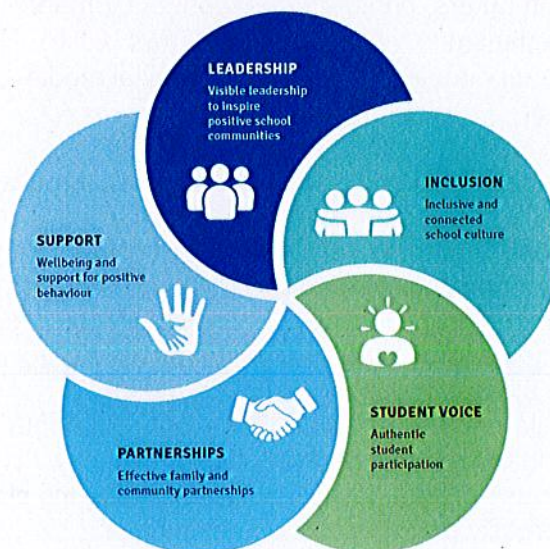 LEADERSHIP
Visible leadership
to inspire
positive school
communities
INCLUSION
Inclusive and
connected
school culture
STUDENT VOICE
Authentic
student
participation
PARTNERSHIPS
Effective family and
community partnerships
SUPPORT
Wellbeing and
support for positive
behaviour